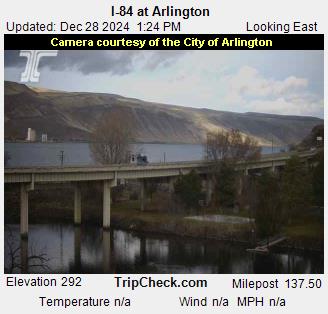 I-84 at Arlington
Updated: Dec 28 2024 1:24 PM Looking East
Camera courtesy of the City of Arlington
Elevation 292 TripCheck.com Milepost 137.50
Temperature n/a Wind n/a MPH n/a